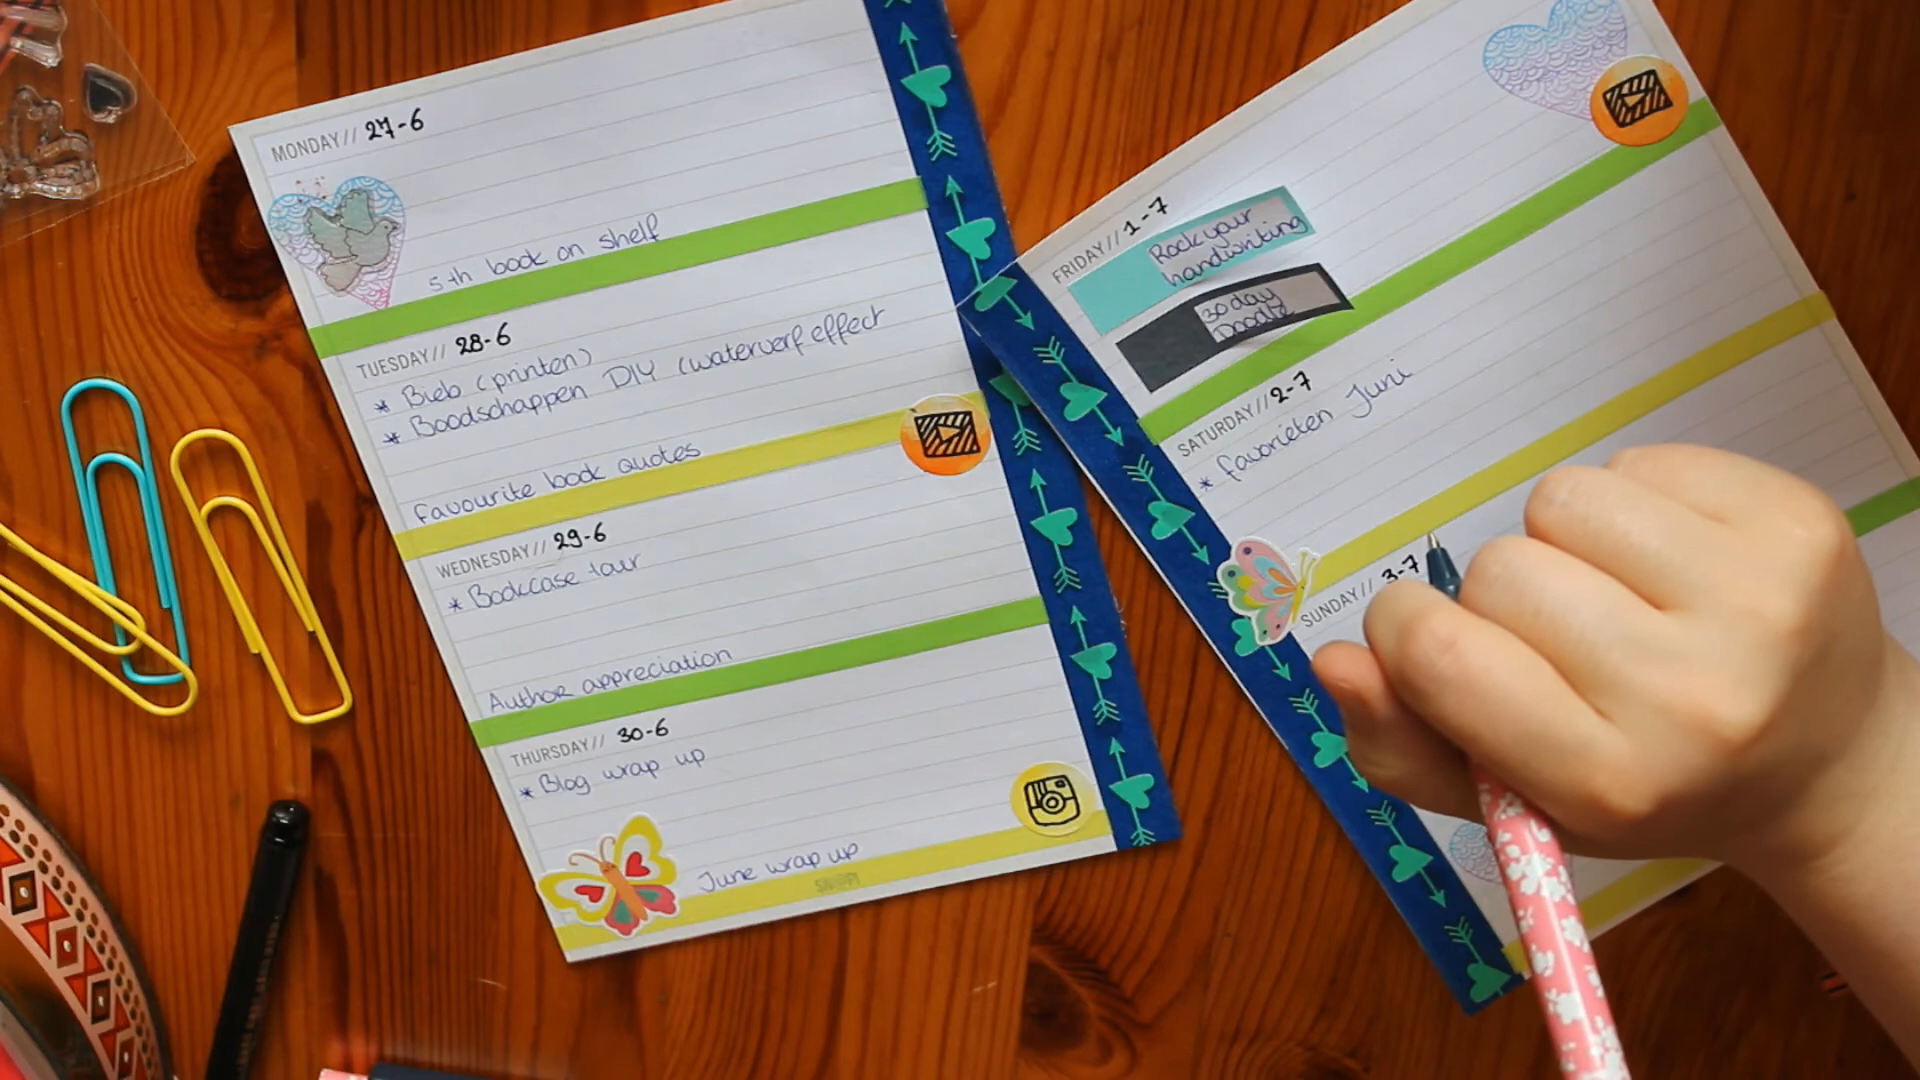 MONDAY// 27-6
5th book on shelf
TUESDAY// 28-6
* Bieb (printen)
* Boodschappen DIY (waterverf effect
Favourite book quotes
WEDNESDAY// 29-6
* Bookcase tour
Author appreciation
THURSDAY// 30-6
* Blog wrap up
June wrap up
FRIDAY// 1-7
Rock your
handwriting
30 day
Doodle
SATURDAY// 2-7
* favorieten Juni
SUNDAY// 3-7